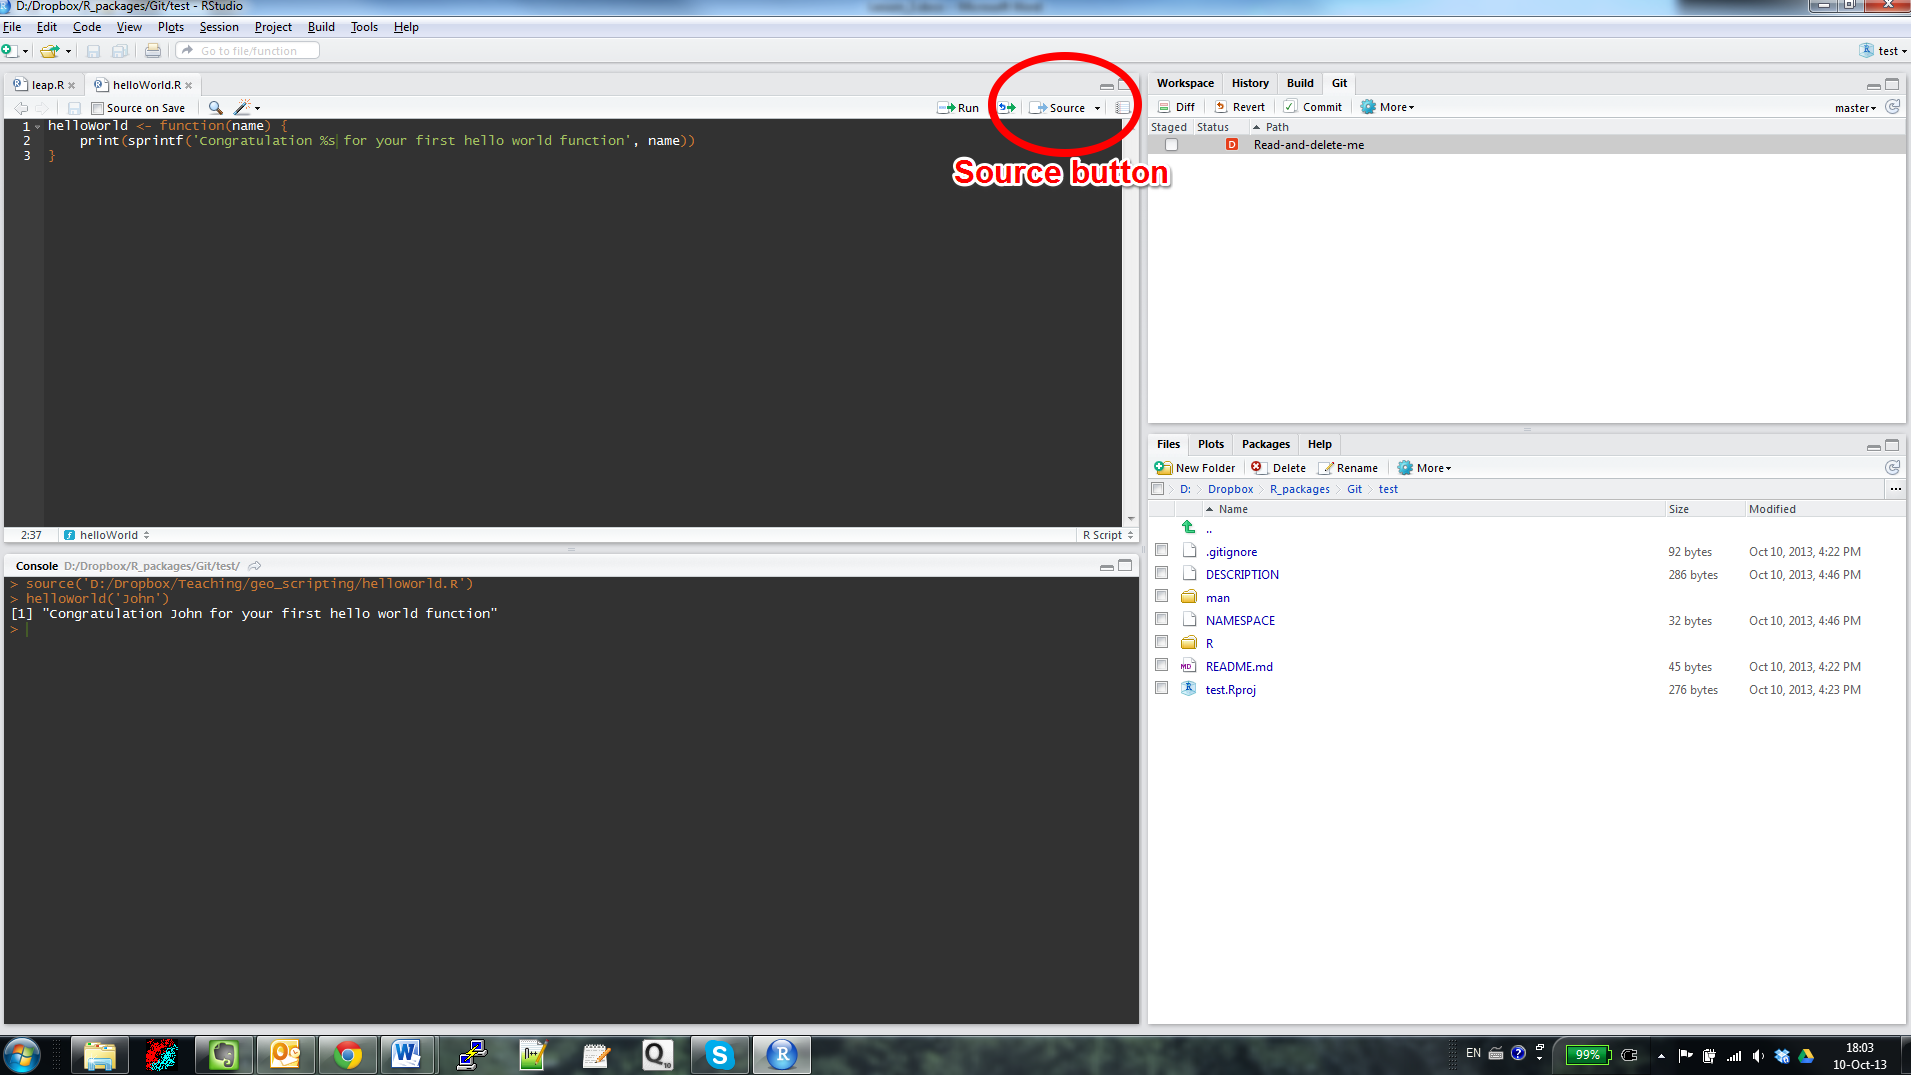 D:/Dropbox/R_packages/Git/test - RStudio
File Edit Code View Plots Session Project Build Tools Help
Go to file/function
test
leap.R helloWorld.R
Source on Save Run Source
1 helloWorld <- function(name) {
2 print(sprintf('Congratulation %s for your first hello world function', name))
3 }
Source button
2:37 helloWorld R Script
Console D:/Dropbox/R_packages/Git/test/
> source('D:/Dropbox/Teaching/geo_scripting/helloWorld.R')
> helloWorld('John')
[1] "Congratulation John for your first hello world function"
>
Workspace History Build Git
Diff Revert Commit More master
Staged Status Path
D Read-and-delete-me
Files Plots Packages Help
New Folder Delete Rename More
D: Dropbox R_packages Git test ...
Name Size Modified
..
.gitignore 92 bytes Oct 10, 2013, 4:22 PM
DESCRIPTION 286 bytes Oct 10, 2013, 4:46 PM
man
NAMESPACE 32 bytes Oct 10, 2013, 4:46 PM
R
MD README.md 45 bytes Oct 10, 2013, 4:22 PM
test.Rproj 276 bytes Oct 10, 2013, 4:23 PM
EN 99% 18:03
10-Oct-13